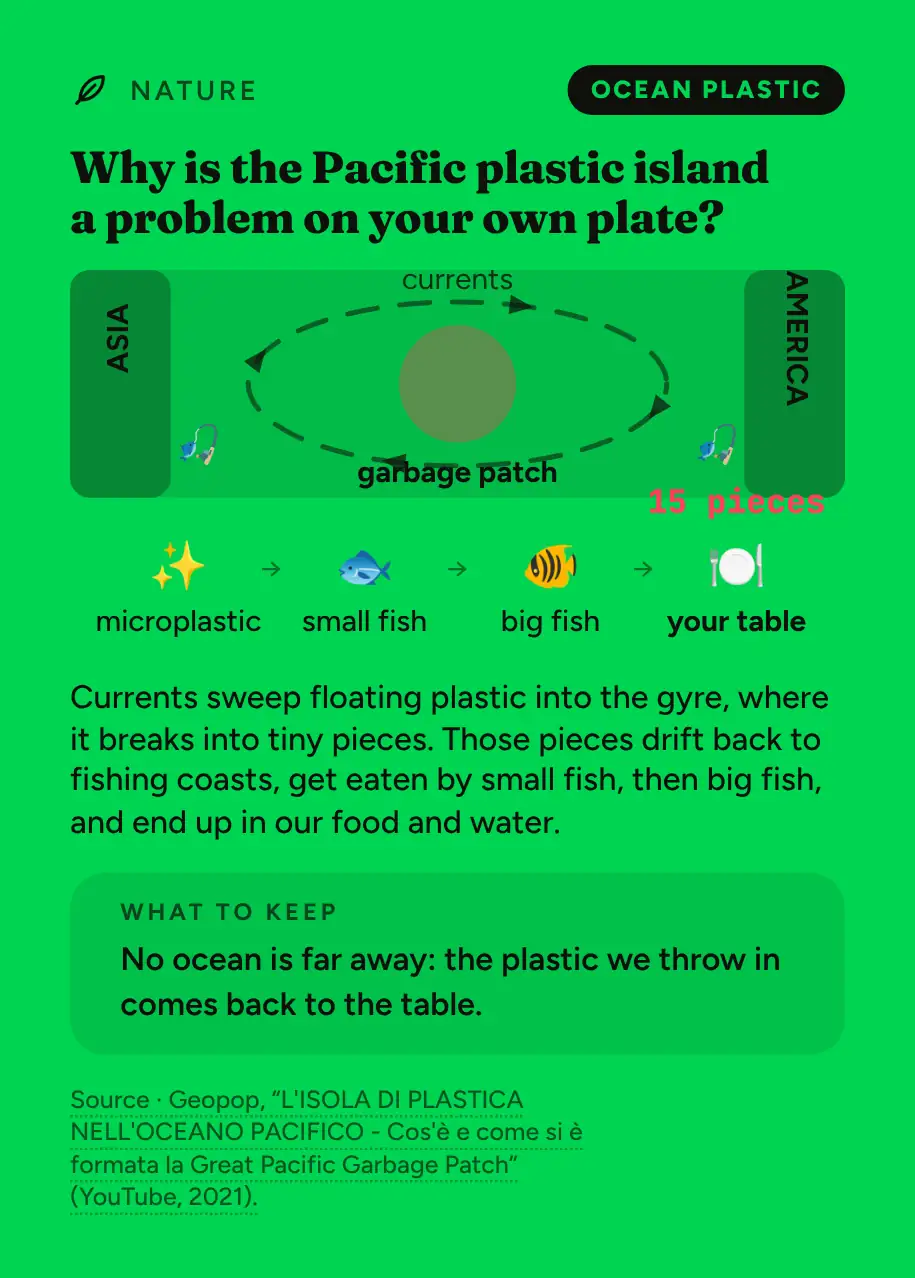 NATURE
OCEAN PLASTIC
Why is the Pacific plastic island
a problem on your own plate?
currents
ASIA
AMERICA
garbage patch
15 pieces
→ → →
microplastic small fish big fish your table
Currents sweep floating plastic into the gyre, where
it breaks into tiny pieces. Those pieces drift back to
fishing coasts, get eaten by small fish, then big fish,
and end up in our food and water.
WHAT TO KEEP
No ocean is far away: the plastic we throw in
comes back to the table.
Source · Geopop, “L'ISOLA DI PLASTICA
NELL'OCEANO PACIFICO - Cos'è e come si è
formata la Great Pacific Garbage Patch”
(YouTube, 2021).